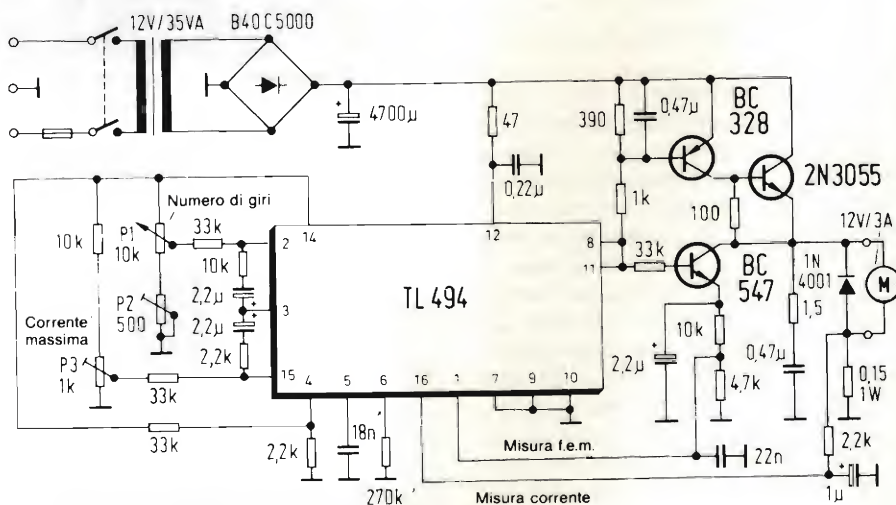 12V/35VA
B40C5000
4700µ
47
0,22µ
390
0,47µ
BC
328
2N3055
1k
100
12V/3A
Numero di giri
33k
10k
P1
10k
10k
2
14
12
8
11
33k
BC
547
1N
4001
M
2,2µ
3
TL 494
P2
500
2,2µ
1,5
Corrente
massima
2,2k
10k
2,2µ
0,47µ
P3
1k
15
4
5
6
16
1
7
9
10
4,7k
0,15
1W
33k
33k
18n
Misura f.e.m.
2,2k
2,2k
22n
270k
Misura corrente
1µ